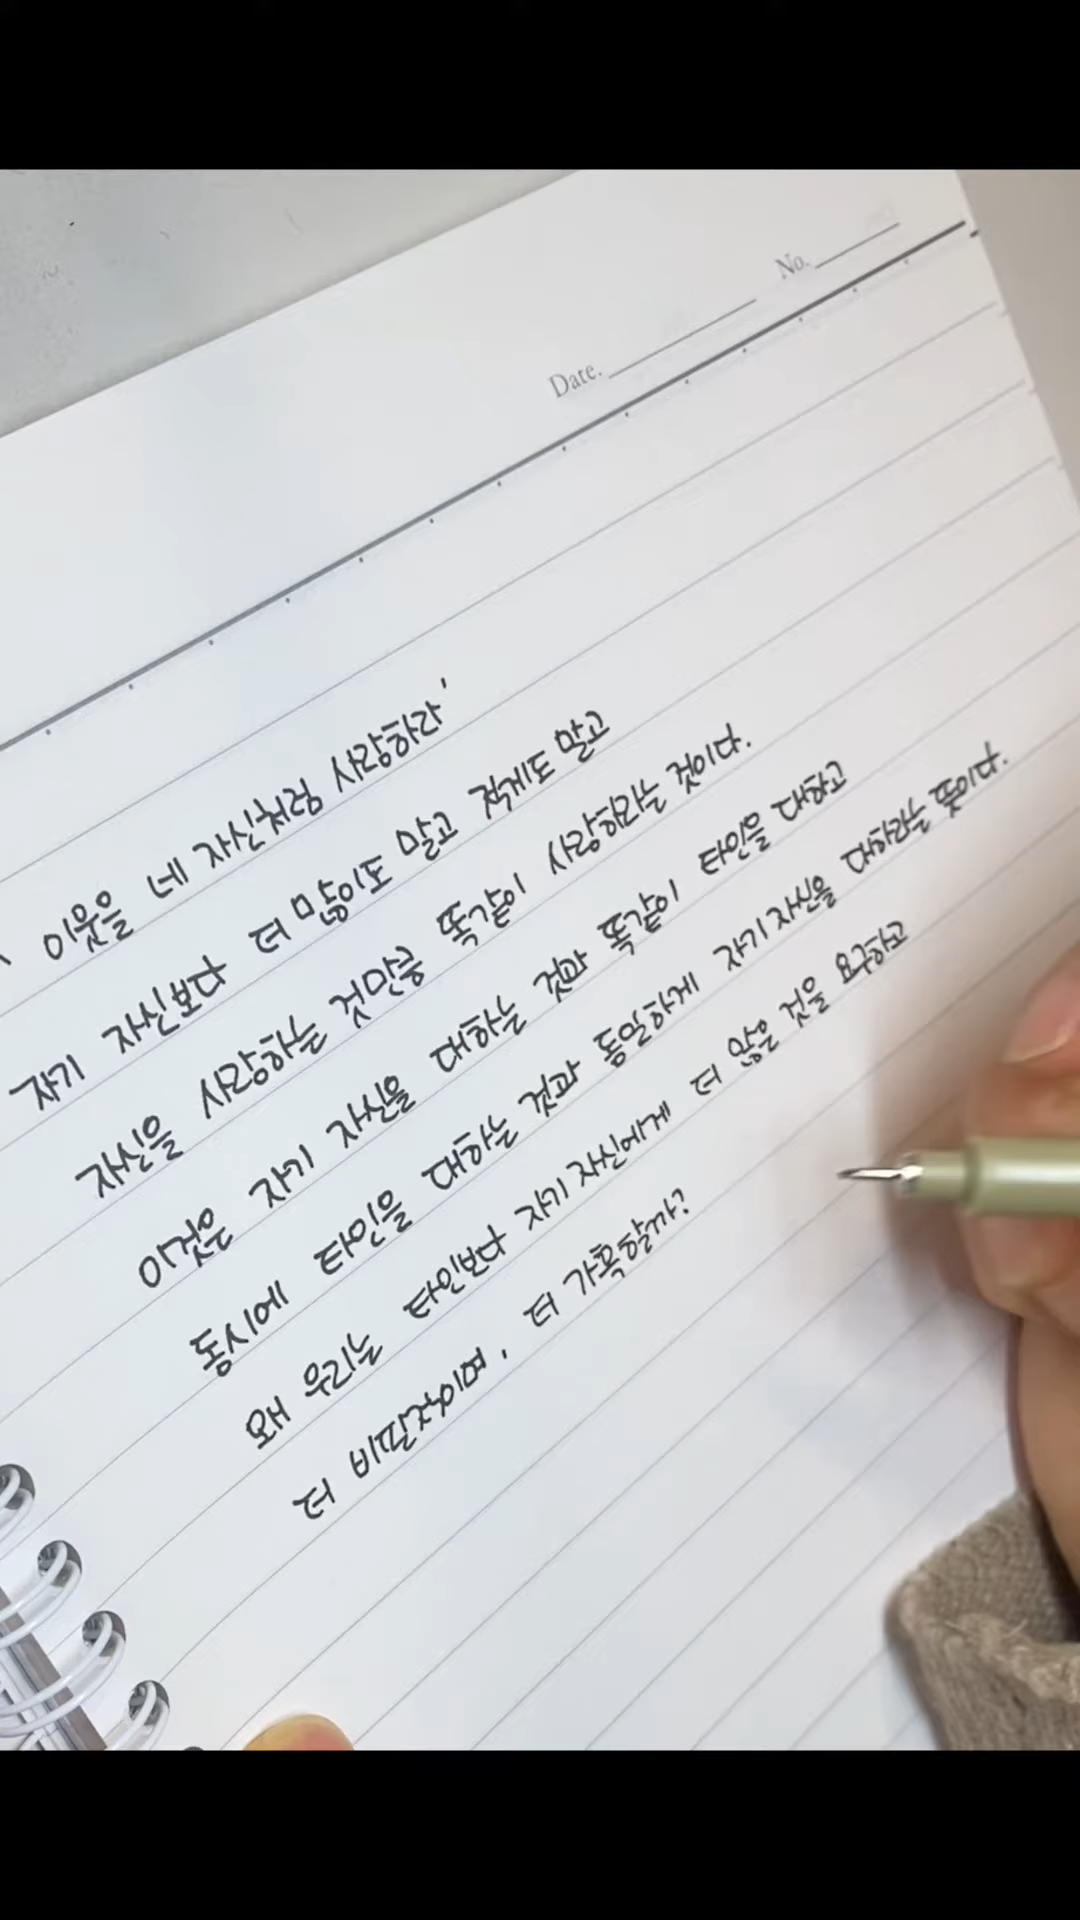 No.
Date.
' 이웃을 네 자신처럼 사랑하라 '
자기 자신보다 더 많이도 말고 적게도 말고
자신을 사랑하는 것만큼 똑같이 사랑하라는 것이다.
이것은 자기 자신을 대하는 것과 똑같이 타인을 대하고
동시에 타인을 대하는 것과 동일하게 자기 자신을 대하라는 뜻이다.
왜 우리는 타인보다 자기 자신에게 더 많은 것을 요구하고
더 비판적이며, 더 가혹할까?